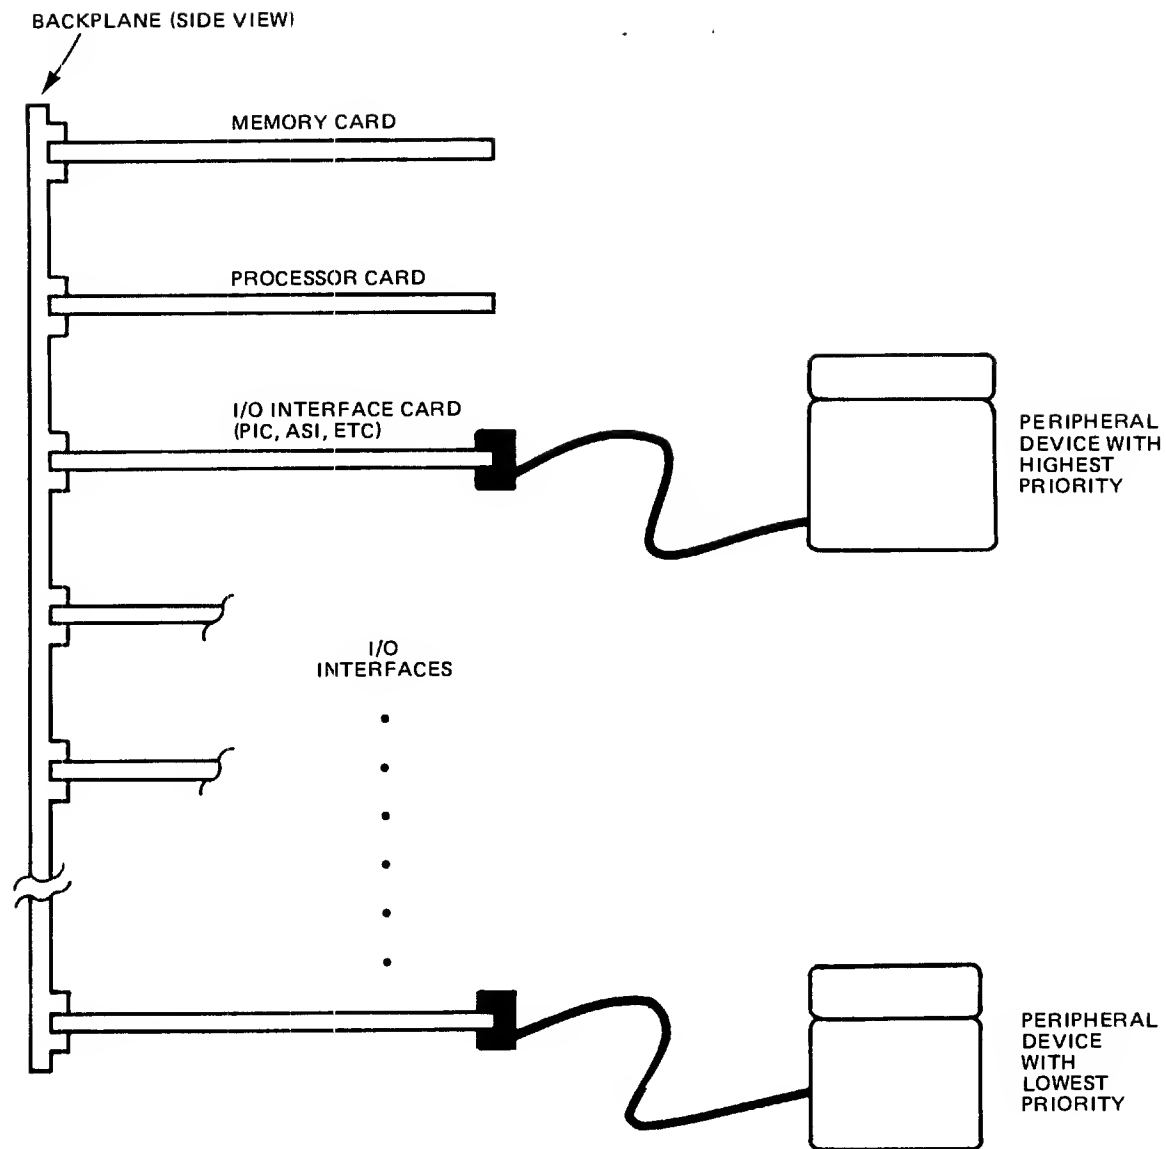 BACKPLANE (SIDE VIEW)
MEMORY CARD
PROCESSOR CARD
I/O INTERFACE CARD
(PIC, ASI, ETC)
PERIPHERAL
DEVICE WITH
HIGHEST
PRIORITY
I/O
INTERFACES
PERIPHERAL
DEVICE
WITH
LOWEST
PRIORITY